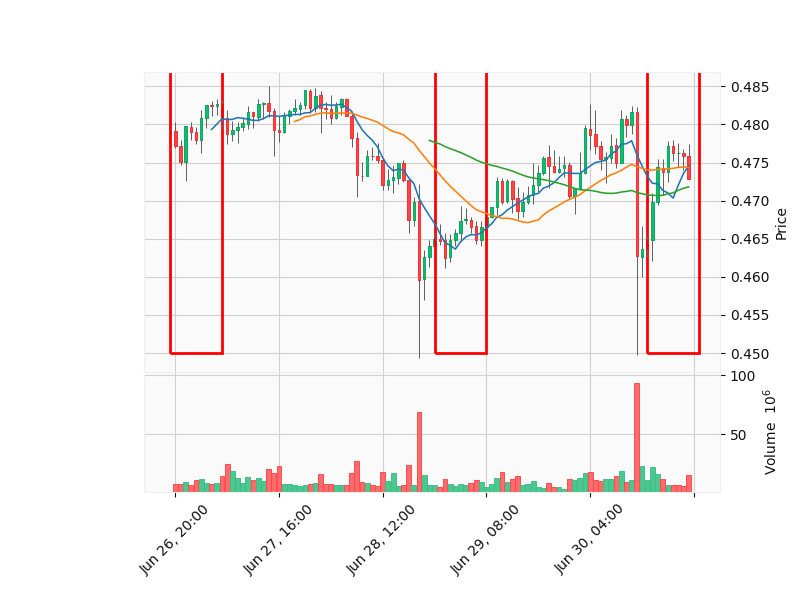 0.485
0.480
0.475
0.470
0.465
0.460
0.455
0.450
Price
100
50
Volume 10^6
Jun 26, 20:00
Jun 27, 16:00
Jun 28, 12:00
Jun 29, 08:00
Jun 30, 04:00